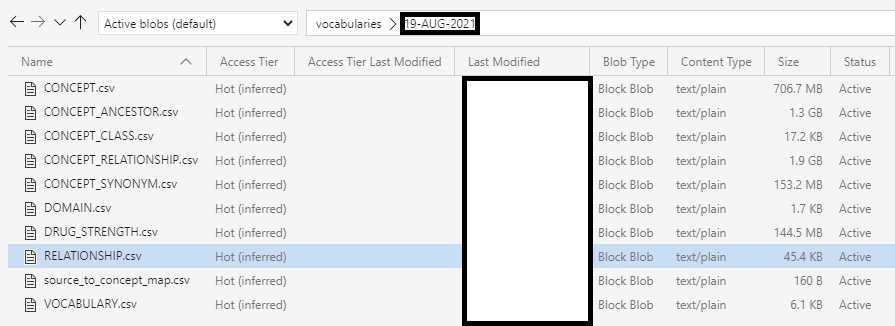 Active blobs (default) vocabularies > 19-AUG-2021
Name Access Tier Access Tier Last Modified Last Modified Blob Type Content Type Size Status
CONCEPT.csv Hot (inferred) Block Blob text/plain 706.7 MB Active
CONCEPT_ANCESTOR.csv Hot (inferred) Block Blob text/plain 1.3 GB Active
CONCEPT_CLASS.csv Hot (inferred) Block Blob text/plain 17.2 KB Active
CONCEPT_RELATIONSHIP.csv Hot (inferred) Block Blob text/plain 1.9 GB Active
CONCEPT_SYNONYM.csv Hot (inferred) Block Blob text/plain 153.2 MB Active
DOMAIN.csv Hot (inferred) Block Blob text/plain 1.7 KB Active
DRUG_STRENGTH.csv Hot (inferred) Block Blob text/plain 144.5 MB Active
RELATIONSHIP.csv Hot (inferred) Block Blob text/plain 45.4 KB Active
source_to_concept_map.csv Hot (inferred) Block Blob text/plain 160 B Active
VOCABULARY.csv Hot (inferred) Block Blob text/plain 6.1 KB Active